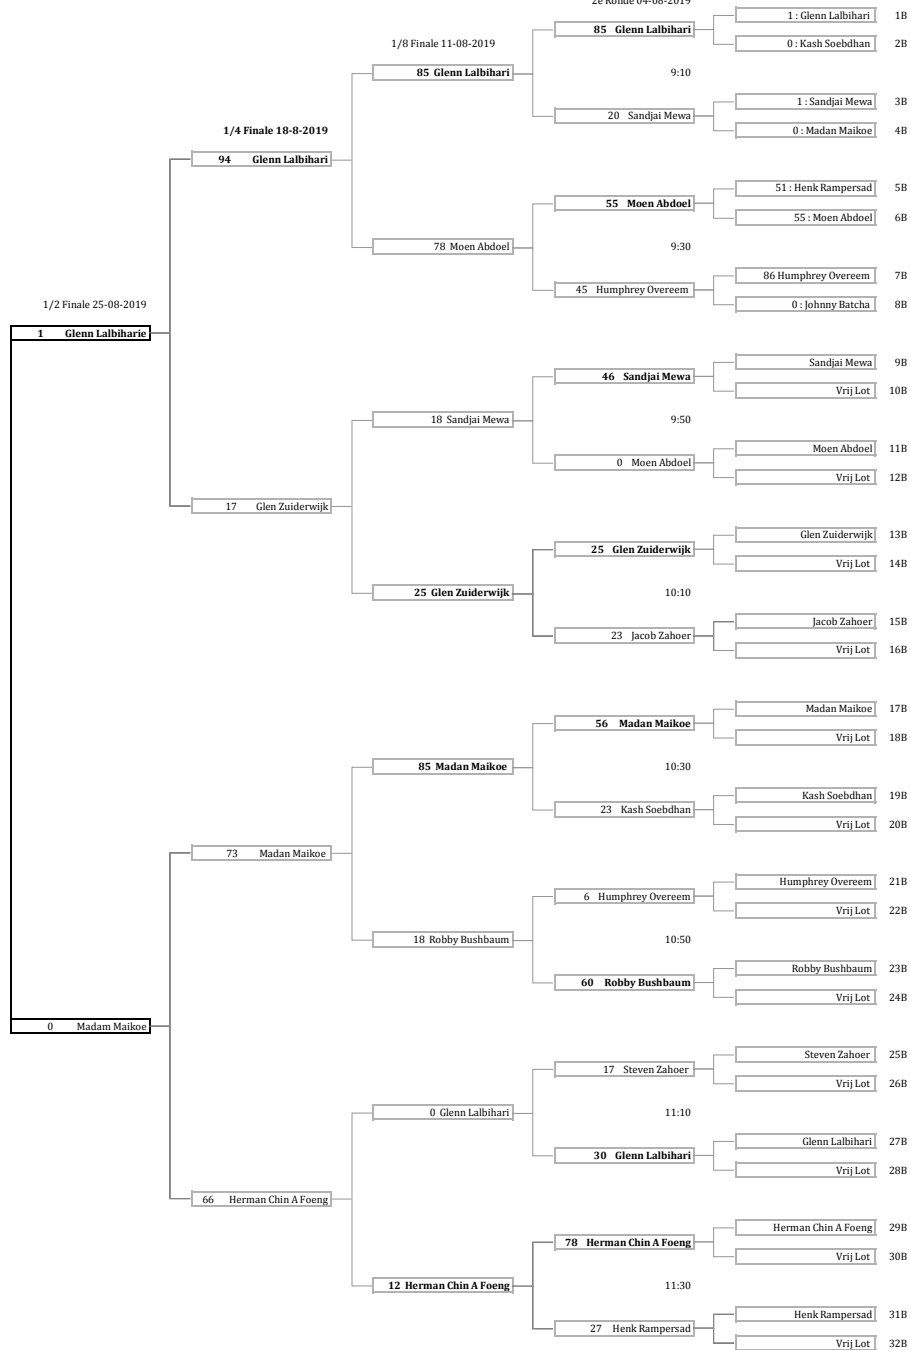 2e Ronde 04-08-2019
1 : Glenn Lalbihari 1B
85 Glenn Lalbihari
1/8 Finale 11-08-2019
0 : Kash Soebdhan 2B
85 Glenn Lalbihari
9:10
1 : Sandjai Mewa 3B
20 Sandjai Mewa
1/4 Finale 18-8-2019
0 : Madan Maikoe 4B
94 Glenn Lalbihari
51 : Henk Rampersad 5B
55 Moen Abdoel
55 : Moen Abdoel 6B
78 Moen Abdoel
9:30
86 Humphrey Overeem 7B
45 Humphrey Overeem
1/2 Finale 25-08-2019
0 : Johnny Batcha 8B
1 Glenn Lalbiharie
Sandjai Mewa 9B
46 Sandjai Mewa
Vrij Lot 10B
18 Sandjai Mewa
9:50
Moen Abdoel 11B
0 Moen Abdoel
Vrij Lot 12B
17 Glen Zuiderwijk
Glen Zuiderwijk 13B
25 Glen Zuiderwijk
Vrij Lot 14B
25 Glen Zuiderwijk
10:10
Jacob Zahoer 15B
23 Jacob Zahoer
Vrij Lot 16B
Madan Maikoe 17B
56 Madan Maikoe
Vrij Lot 18B
85 Madan Maikoe
10:30
Kash Soebdhan 19B
23 Kash Soebdhan
Vrij Lot 20B
73 Madan Maikoe
Humphrey Overeem 21B
6 Humphrey Overeem
Vrij Lot 22B
18 Robby Bushbaum
10:50
Robby Bushbaum 23B
60 Robby Bushbaum
Vrij Lot 24B
0 Madam Maikoe
Steven Zahoer 25B
17 Steven Zahoer
Vrij Lot 26B
0 Glenn Lalbihari
11:10
Glenn Lalbihari 27B
30 Glenn Lalbihari
Vrij Lot 28B
66 Herman Chin A Foeng
Herman Chin A Foeng 29B
78 Herman Chin A Foeng
Vrij Lot 30B
12 Herman Chin A Foeng
11:30
Henk Rampersad 31B
27 Henk Rampersad
Vrij Lot 32B